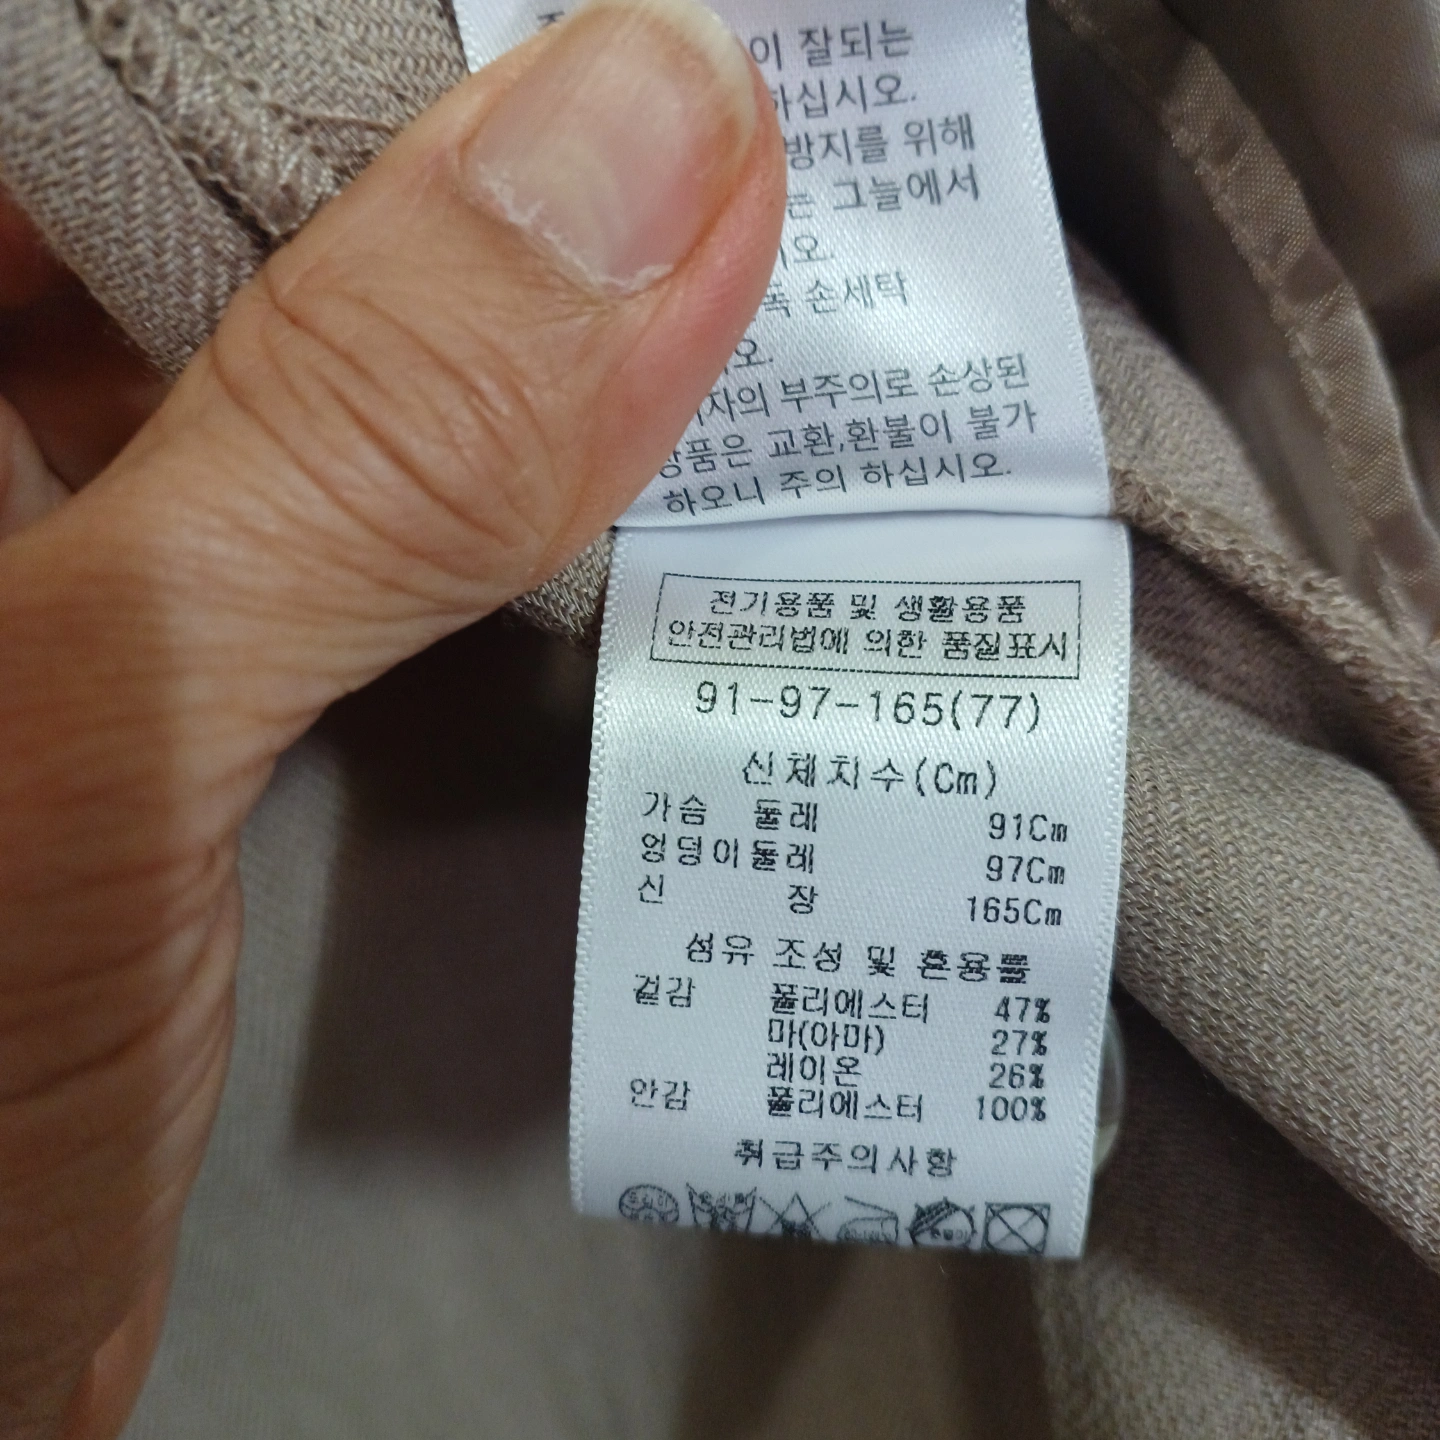 이 잘되는
하십시오.
방지를 위해
는 그늘에서
시오.
손세탁
오.
자의 부주의로 손상된
상품은 교환,환불이 불가
하오니 주의 하십시오.
전기용품 및 생활용품
안전관리법에 의한 품질표시
91-97-165(77)
신체치수(Cm)
가슴 둘레 91Cm
엉덩이둘레 97Cm
신 장 165Cm
섬유 조성 및 혼용률
겉감 폴리에스터 47%
마(아마) 27%
레이온 26%
안감 폴리에스터 100%
취급주의사항